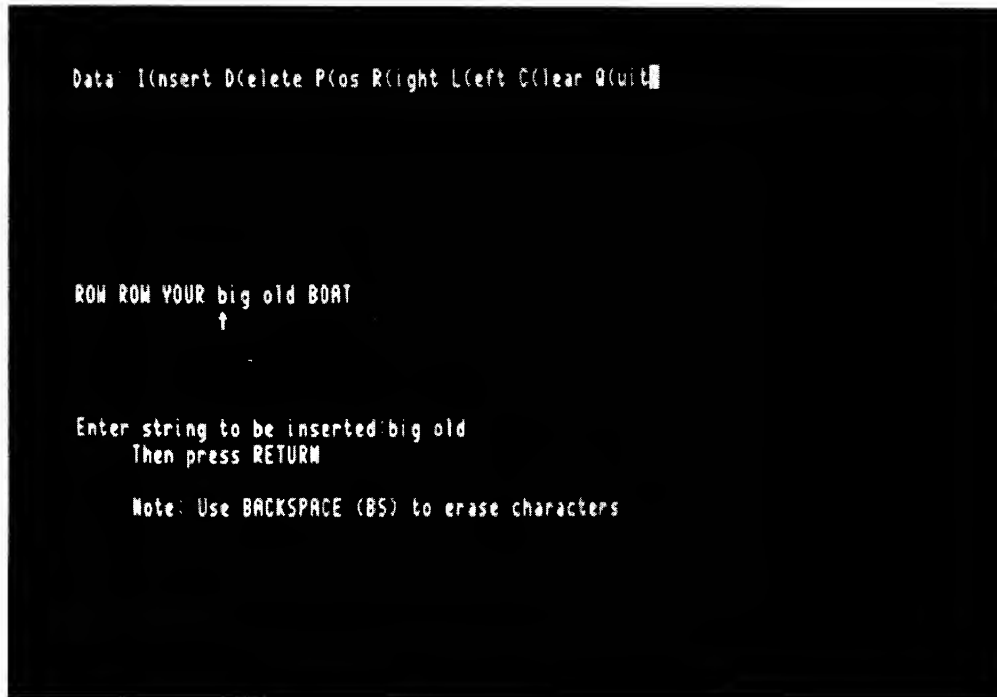 Data: I(nsert D(elete P(os R(ight L(eft C(lear Q(uit
ROW ROW YOUR big old BOAT
↑
Enter string to be inserted:big old
Then press RETURN
Note: Use BACKSPACE (BS) to erase characters